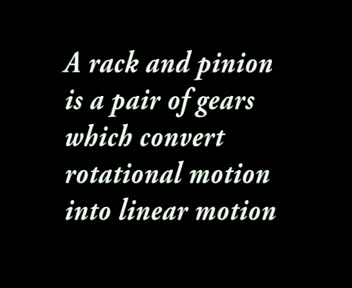 A rack and pinion
is a pair of gears
which convert
rotational motion
into linear motion